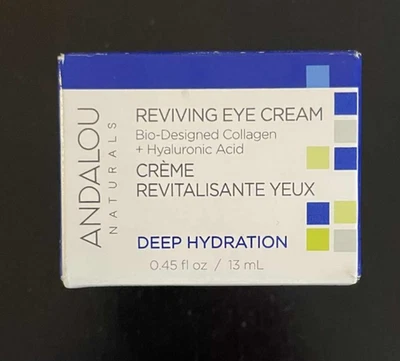 ANDALOU
NATURALS
REVIVING EYE CREAM
Bio-Designed Collagen
+ Hyaluronic Acid
CRÈME
REVITALISANTE YEUX
DEEP HYDRATION
0.45 fl oz / 13 mL